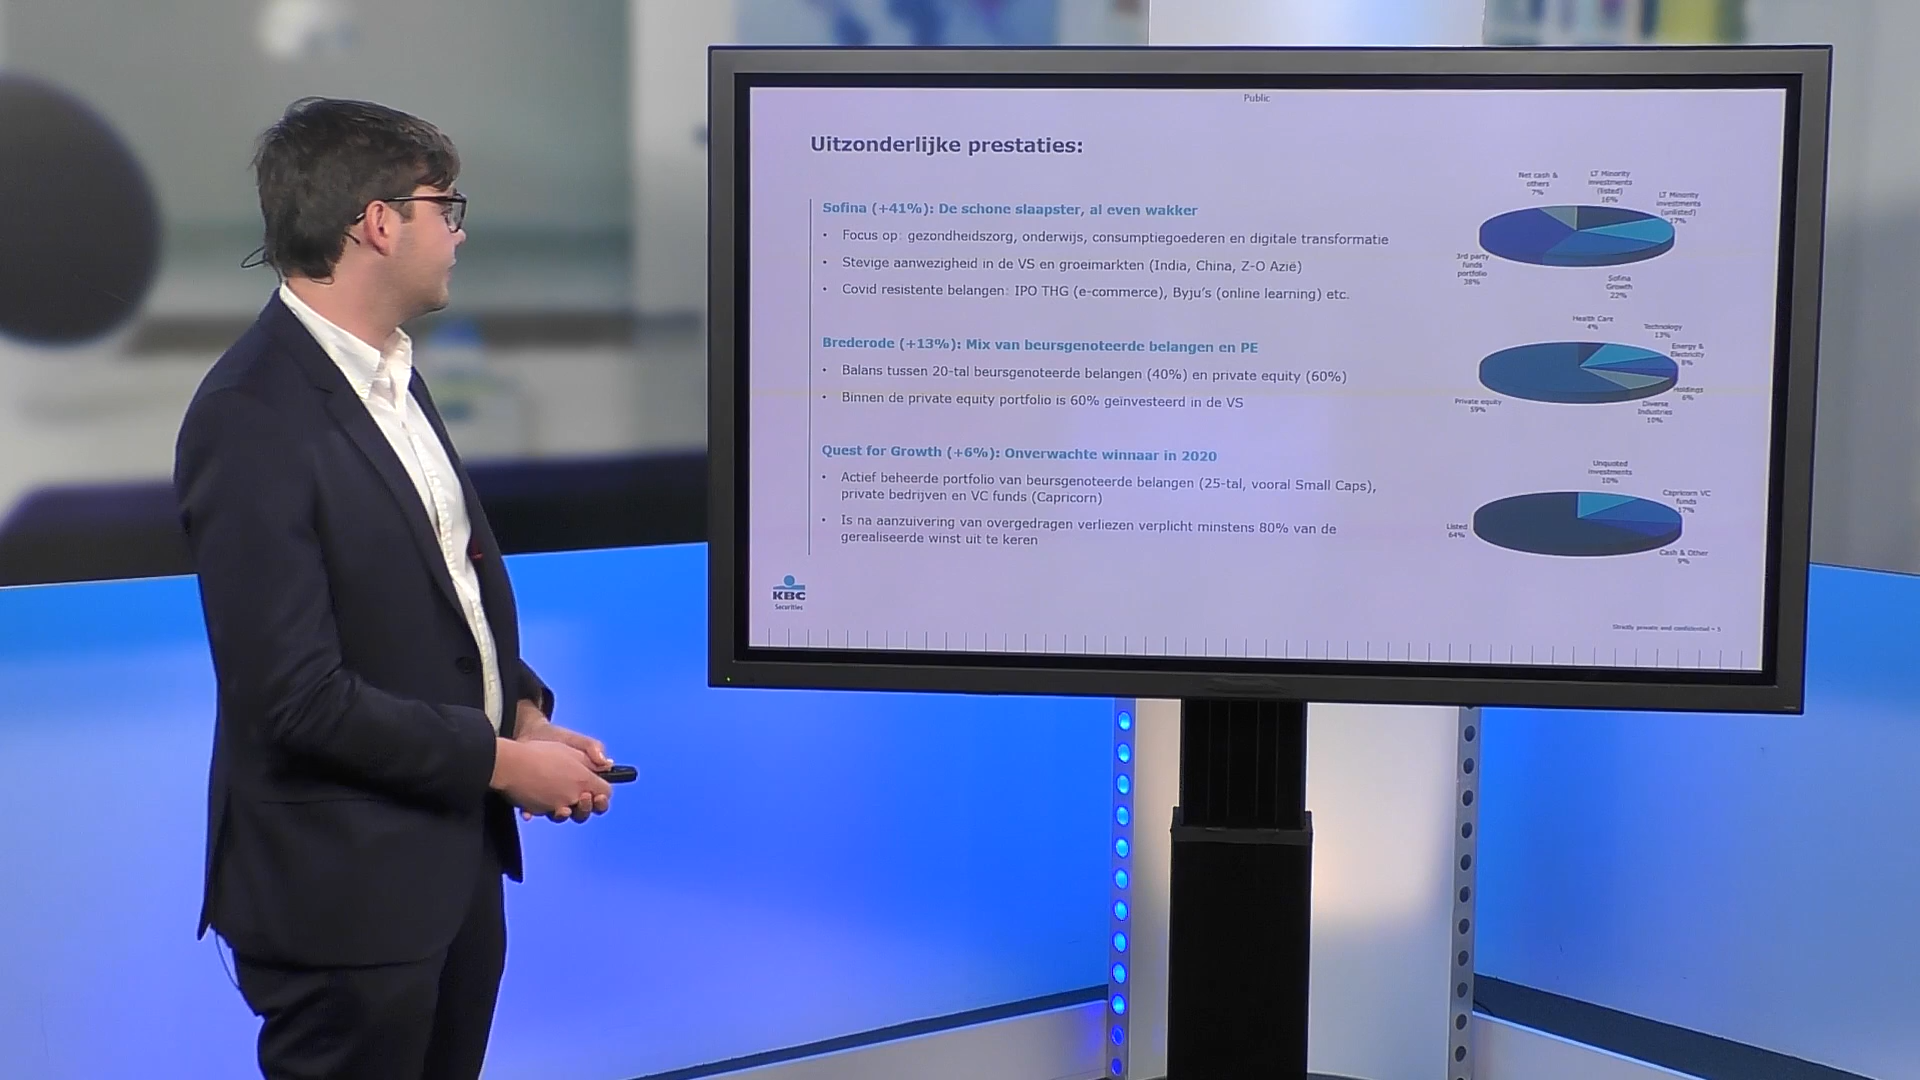 Public
Uitzonderlijke prestaties:
Sofina (+41%): De schone slaapster, al even wakker
• Focus op: gezondheidszorg, onderwijs, consumptiegoederen en digitale transformatie
• Stevige aanwezigheid in de VS en groeimarkten (India, China, Z-O Azië)
• Covid resistente belangen: IPO THG (e-commerce), Byju's (online learning) etc.
Net cash &
others
7%
LT Minority
investments
(listed)
16%
LT Minority
investments
(unlisted)
17%
3rd party
funds
portfolio
38%
Sofina
Growth
22%
Brederode (+13%): Mix van beursgenoteerde belangen en PE
• Balans tussen 20-tal beursgenoteerde belangen (40%) en private equity (60%)
• Binnen de private equity portfolio is 60% geïnvesteerd in de VS
Health Care
4%
Technology
13%
Energy &
Electricity
8%
Holdings
6%
Diverse
Industries
10%
Private equity
59%
Quest for Growth (+6%): Onverwachte winnaar in 2020
• Actief beheerde portfolio van beursgenoteerde belangen (25-tal, vooral Small Caps),
private bedrijven en VC funds (Capricorn)
• Is na aanzuivering van overgedragen verliezen verplicht minstens 80% van de
gerealiseerde winst uit te keren
Unquoted
investments
10%
Capricorn VC
funds
17%
Listed
64%
Cash & Other
9%
KBC
Securities
Strictly private and confidential - 5